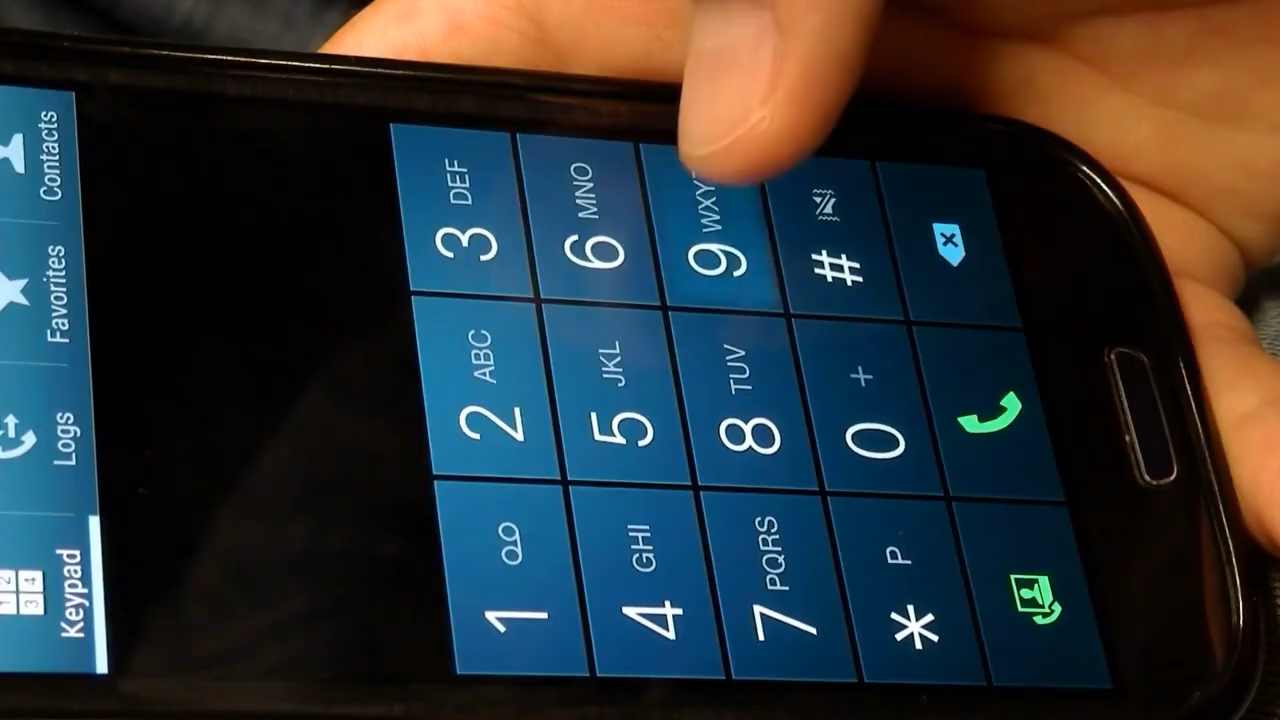 Keypad
Logs
Favorites
Contacts
1
2 ABC
3 DEF
4 GHI
5 JKL
6 MNO
7 PQRS
8 TUV
9 WXY
* P
0 +
#